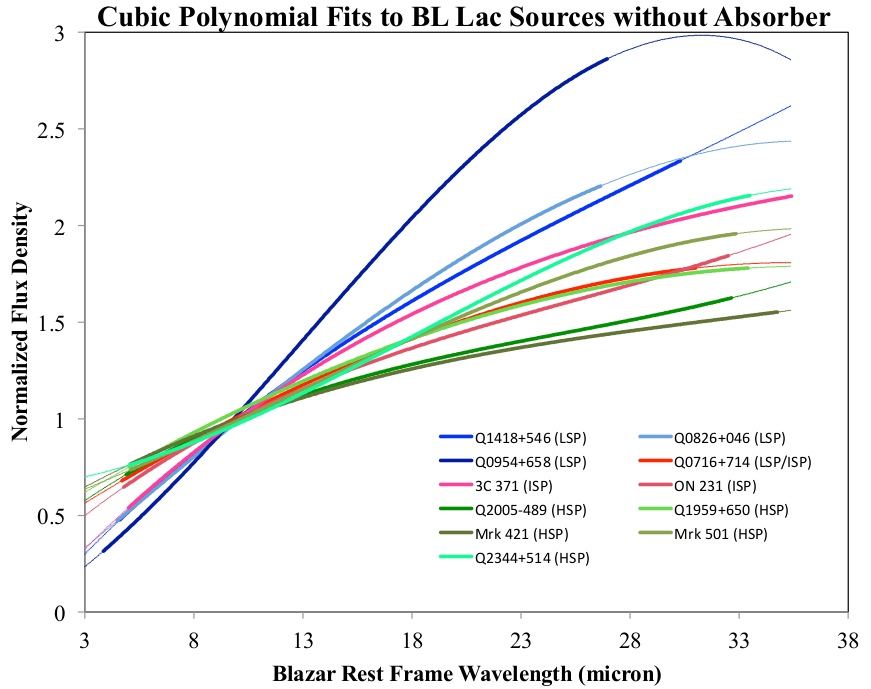 Cubic Polynomial Fits to BL Lac Sources without Absorber
3
2.5
2
1.5
1
0.5
0
Normalized Flux Density
Q1418+546 (LSP) Q0826+046 (LSP)
Q0954+658 (LSP) Q0716+714 (LSP/ISP)
3C 371 (ISP) ON 231 (ISP)
Q2005-489 (HSP) Q1959+650 (HSP)
Mrk 421 (HSP) Mrk 501 (HSP)
Q2344+514 (HSP)
3 8 13 18 23 28 33 38
Blazar Rest Frame Wavelength (micron)